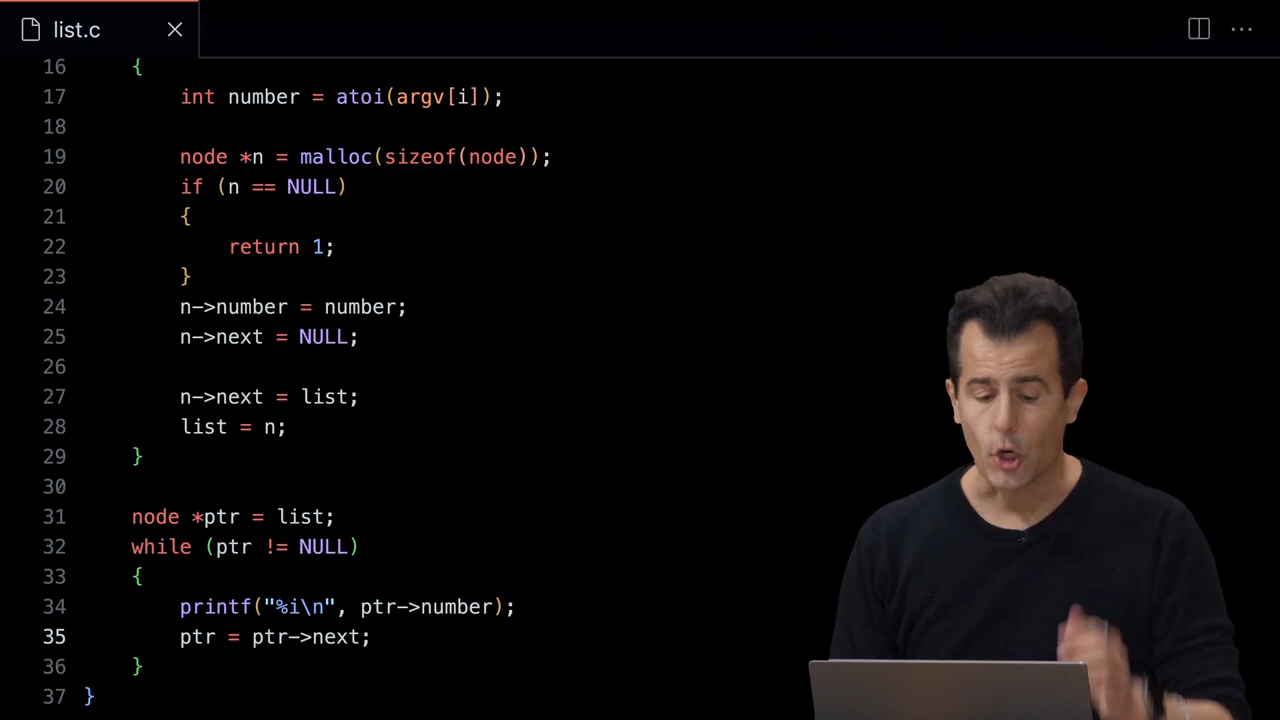 list.c
16 {
17 int number = atoi(argv[i]);
18
19 node *n = malloc(sizeof(node));
20 if (n == NULL)
21 {
22 return 1;
23 }
24 n->number = number;
25 n->next = NULL;
26
27 n->next = list;
28 list = n;
29 }
30
31 node *ptr = list;
32 while (ptr != NULL)
33 {
34 printf("%i\n", ptr->number);
35 ptr = ptr->next;
36 }
37 }